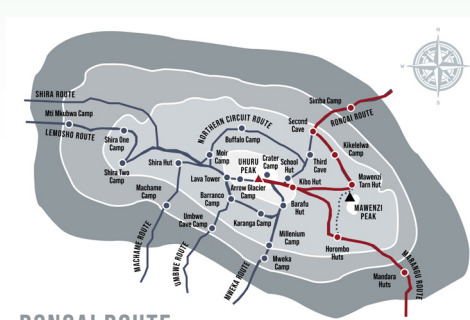 N
SHIRA ROUTE
Mti Mkubwa Camp
LEMOSHO ROUTE
Shira One
Camp
Shira Two
Camp
Shira Hut
Machame
Camp
MACHAME ROUTE
Umbwe
Cave Camp
UMBWE ROUTE
NORTHERN CIRCUIT ROUTE
Buffalo Camp
Moir
Camp
Lava Tower
UHURU
PEAK
Crater
Camp
School
Hut
Arrow Glacier
Camp
Barranco
Camp
Karanga Camp
Barafu
Hut
Millenium
Camp
Mweka
Camp
MWEKA ROUTE
Simba Camp
RONGAI ROUTE
Second
Cave
Third
Cave
Kikelelwa
Camp
Kibo Hut
Mawenzi
Tarn Hut
MAWENZI
PEAK
Horombo
Huts
Mandara
Huts
MARANGU ROUTE
RONGAI ROUTE